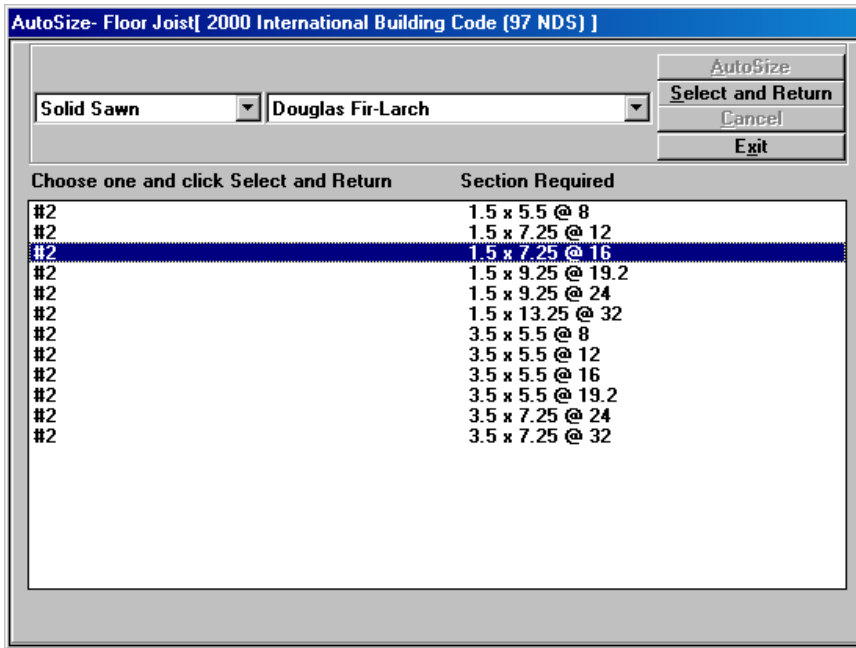 AutoSize- Floor Joist[ 2000 International Building Code (97 NDS) ]
AutoSize
Solid Sawn Douglas Fir-Larch
Select and Return
Cancel
Exit
Choose one and click Select and Return Section Required
#2 1.5 x 5.5 @ 8
#2 1.5 x 7.25 @ 12
#2 1.5 x 7.25 @ 16
#2 1.5 x 9.25 @ 19.2
#2 1.5 x 9.25 @ 24
#2 1.5 x 13.25 @ 32
#2 3.5 x 5.5 @ 8
#2 3.5 x 5.5 @ 12
#2 3.5 x 5.5 @ 16
#2 3.5 x 5.5 @ 19.2
#2 3.5 x 7.25 @ 24
#2 3.5 x 7.25 @ 32